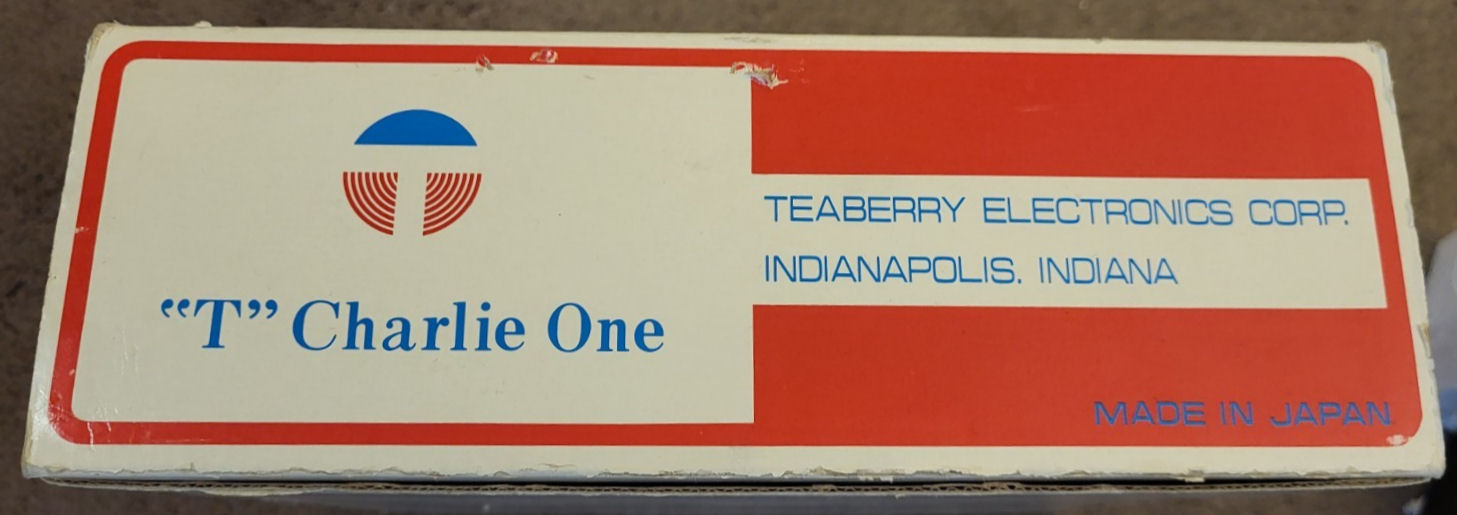 “T” Charlie One
TEABERRY ELECTRONICS CORP.
INDIANAPOLIS. INDIANA
MADE IN JAPAN